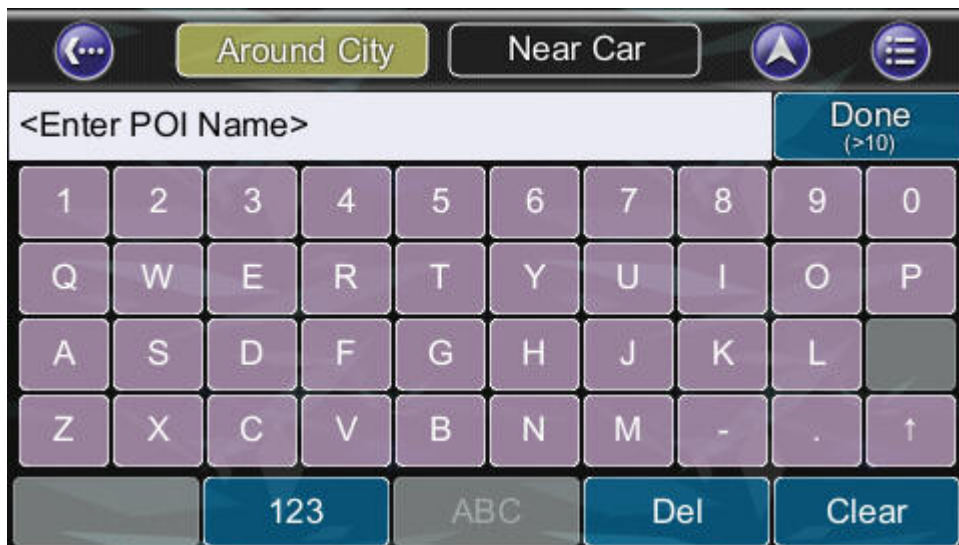 Around City Near Car
<Enter POI Name> Done
(>10)
1 2 3 4 5 6 7 8 9 0
Q W E R T Y U I O P
A S D F G H J K L
Z X C V B N M - . ↑
123 ABC Del Clear